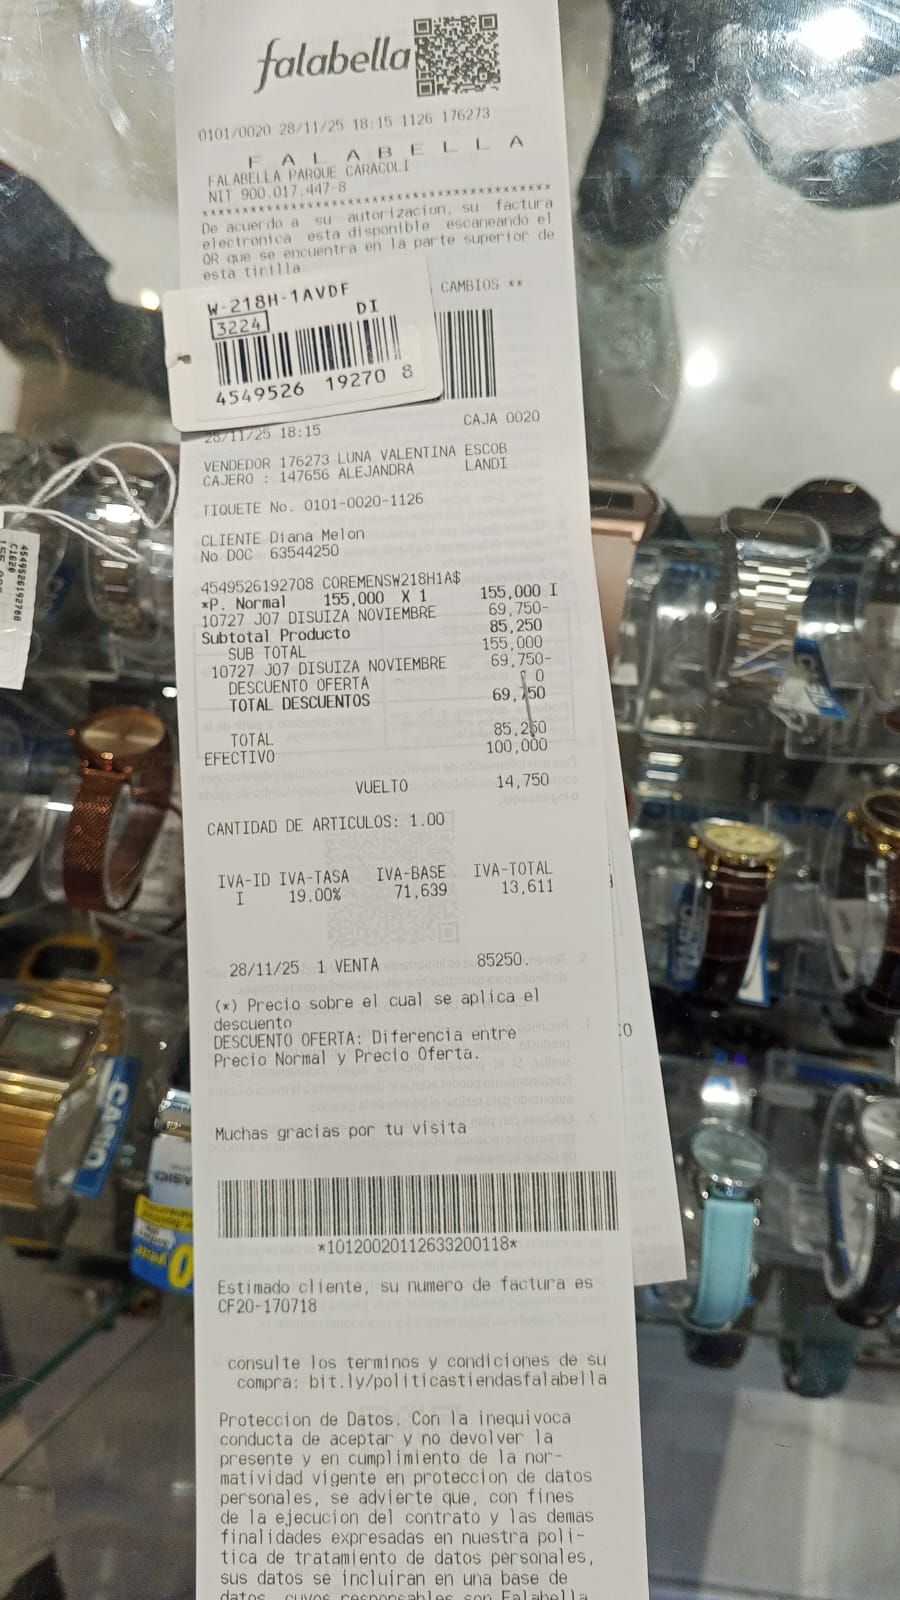 falabella
0101/0020 28/11/25 18:15 1126 176273
F A L A B E L L A
FALABELLA PARQUE CARACOLI
NIT 900.017.447-8
*******************************************
De acuerdo a su autorizacion, su factura
electronica esta disponible escaneando el
QR que se encuentra en la parte superior de
esta tirilla
CAMBIOS **
W-218H-1AVDF
3224 DI
4549526 19270 8
28/11/25 18:15 CAJA 0020
VENDEDOR 176273 LUNA VALENTINA ESCOB
CAJERO : 147656 ALEJANDRA LANDI
TIQUETE No. 0101-0020-1126
CLIENTE Diana Melon
No DOC 63544250
4549526192708 COREMENSW218H1A$
*P. Normal 155,000 X 1 155,000 I
10727 J07 DISUIZA NOVIEMBRE 69,750-
Subtotal Producto 85,250
SUB TOTAL 155,000
10727 J07 DISUIZA NOVIEMBRE 69,750-
DESCUENTO OFERTA 0
TOTAL DESCUENTOS 69,750
TOTAL 85,250
EFECTIVO 100,000
VUELTO 14,750
CANTIDAD DE ARTICULOS: 1.00
IVA-ID IVA-TASA IVA-BASE IVA-TOTAL
I 19.00% 71,639 13,611
28/11/25 1 VENTA 85250.
(*) Precio sobre el cual se aplica el
descuento
DESCUENTO OFERTA: Diferencia entre
Precio Normal y Precio Oferta.
Muchas gracias por tu visita
*10120020112633200118*
Estimado cliente, su numero de factura es
CF20-170718
consulte los terminos y condiciones de su
compra: bit.ly/politicastiendasfalabella
Proteccion de Datos. Con la inequivoca
conducta de aceptar y no devolver la
presente y en cumplimiento de la nor-
matividad vigente en proteccion de datos
personales, se advierte que, con fines
de la ejecucion del contrato y las demas
finalidades expresadas en nuestra poli-
tica de tratamiento de datos personales,
sus datos se incluiran en una base de
datos, cuyos responsables son Falabella
4549526192708
C1620
CASIO
CASIO